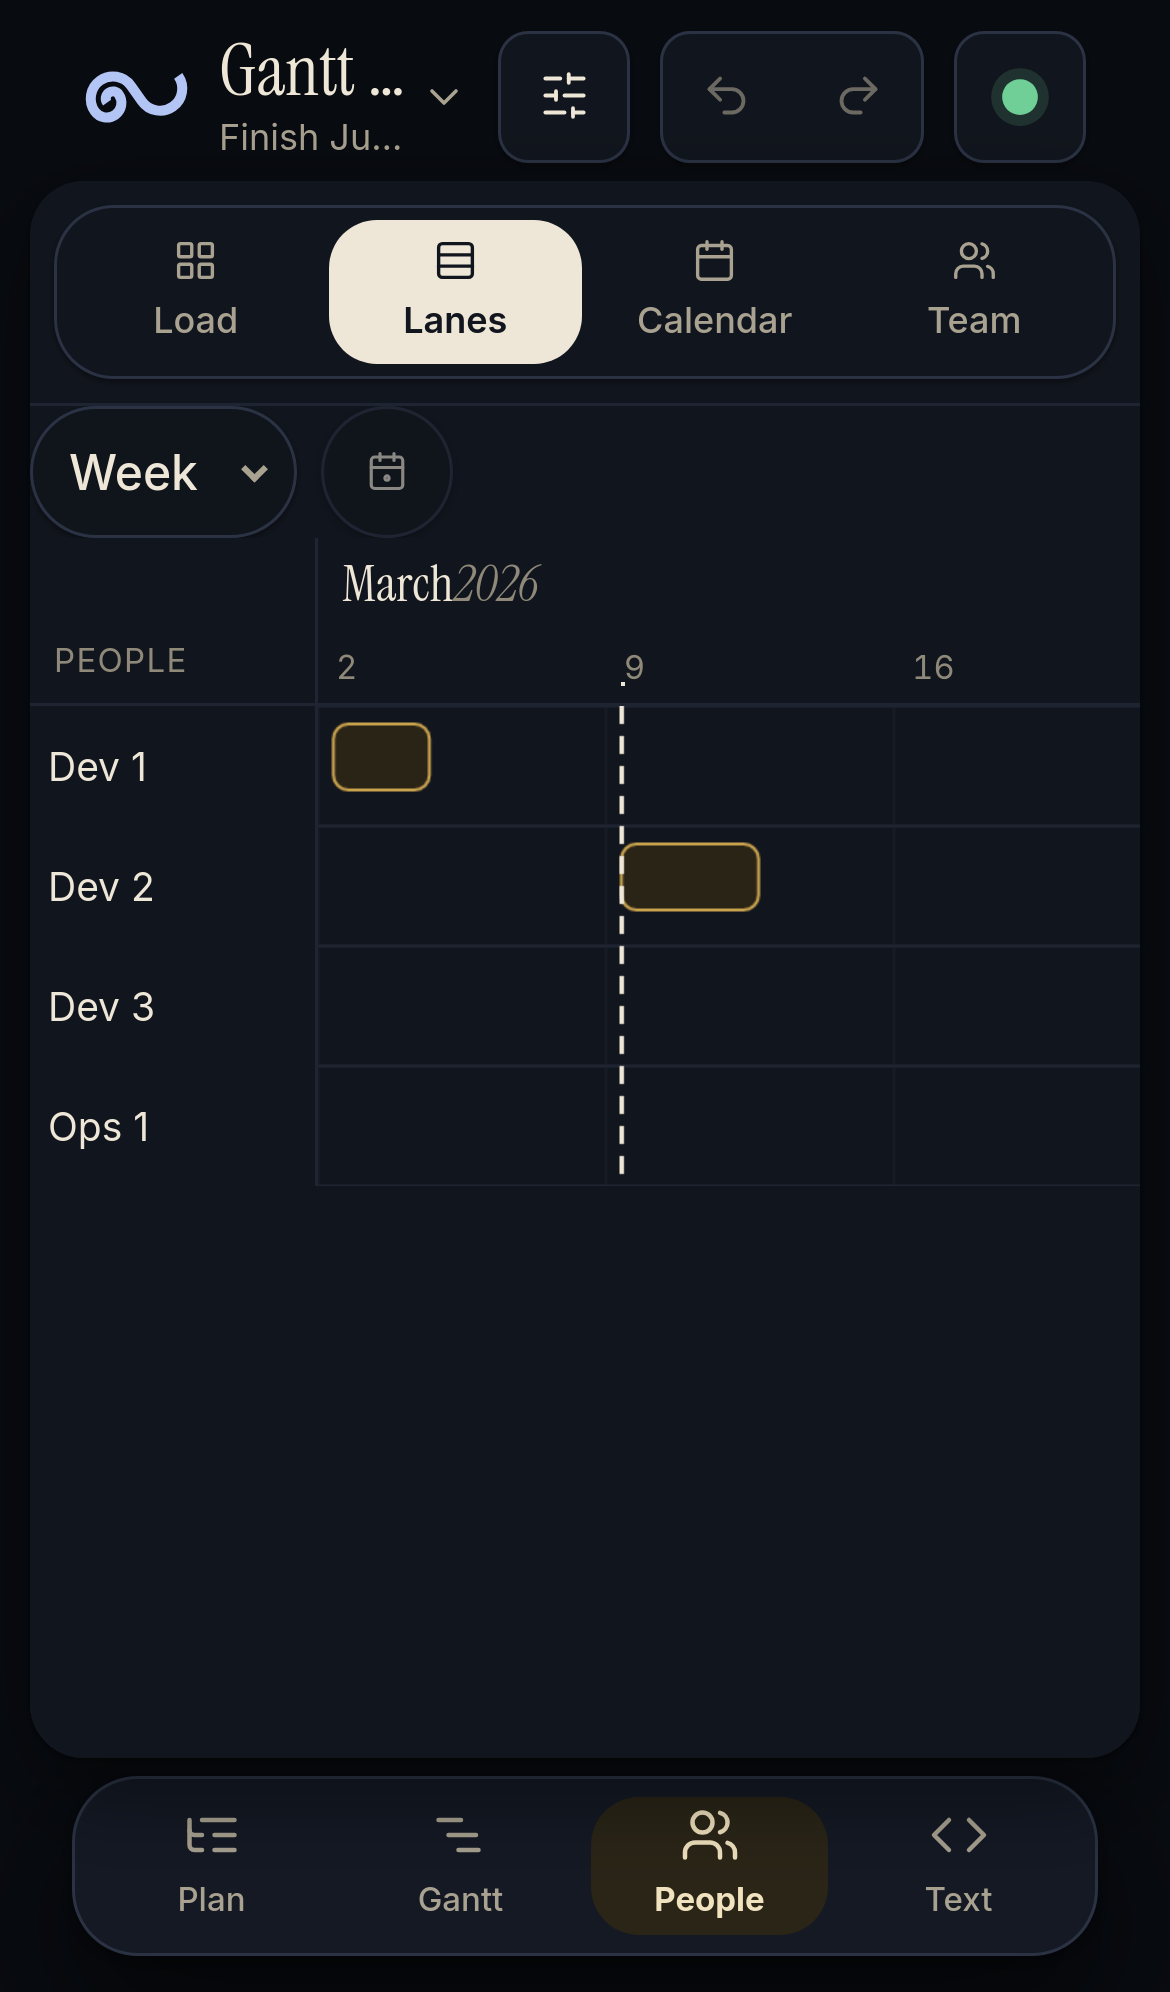 Gantt ...
Finish Ju...
Load Lanes Calendar Team
Week
March2026
PEOPLE 2 9 16
Dev 1
Dev 2
Dev 3
Ops 1
Plan Gantt People Text